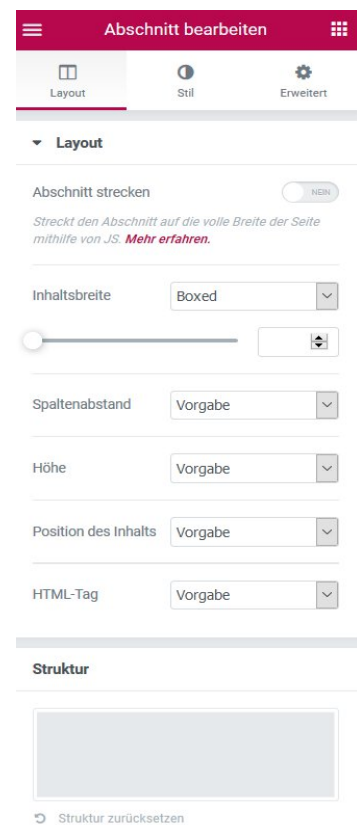 Abschnitt bearbeiten
Layout Stil Erweitert
Layout
Abschnitt strecken NEIN
Streckt den Abschnitt auf die volle Breite der Seite
mithilfe von JS. Mehr erfahren.
Inhaltsbreite Boxed
Spaltenabstand Vorgabe
Höhe Vorgabe
Position des Inhalts Vorgabe
HTML-Tag Vorgabe
Struktur
Struktur zurücksetzen